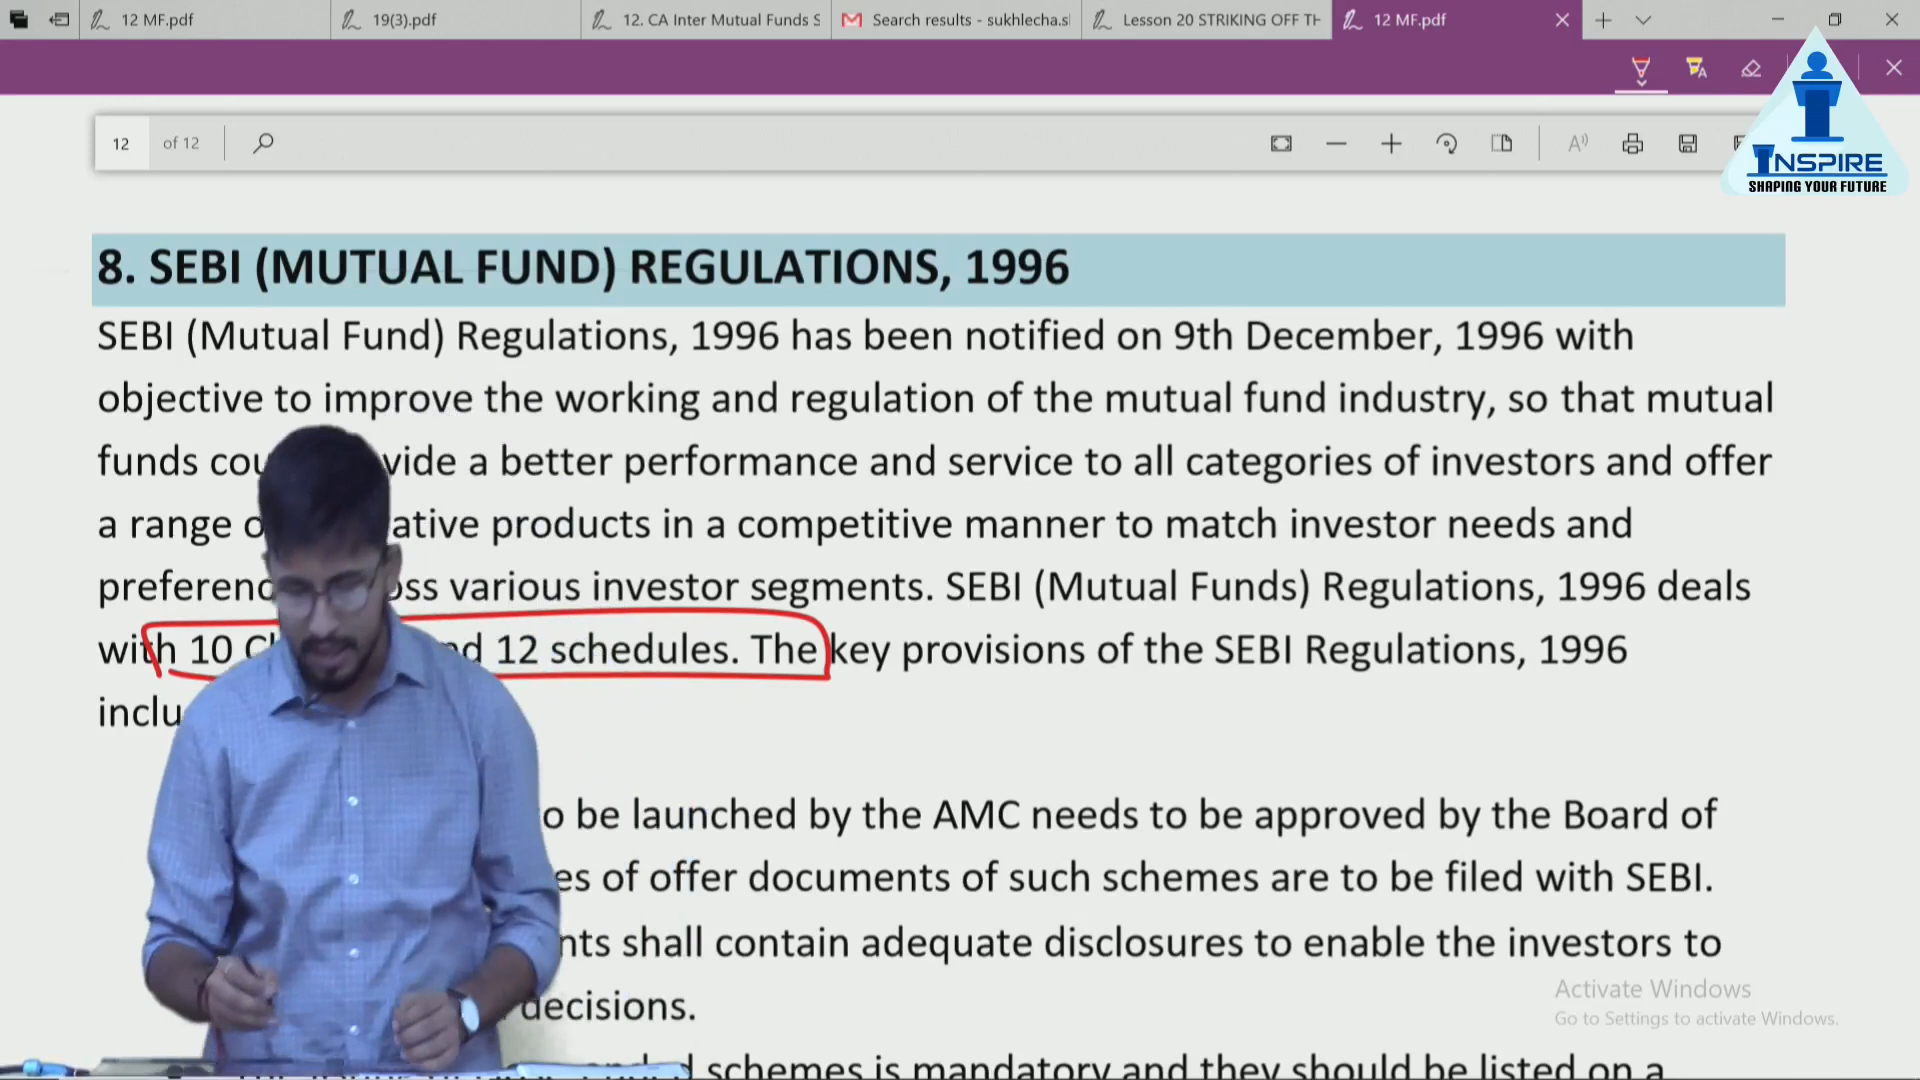 12 MF.pdf
19(3).pdf
12. CA Inter Mutual Funds S
Search results - sukhlecha.s
Lesson 20 STRIKING OFF TH
12 MF.pdf
12 of 12
INSPIRE
SHAPING YOUR FUTURE
8. SEBI (MUTUAL FUND) REGULATIONS, 1996
SEBI (Mutual Fund) Regulations, 1996 has been notified on 9th December, 1996 with
objective to improve the working and regulation of the mutual fund industry, so that mutual
funds cou vide a better performance and service to all categories of investors and offer
a range o ative products in a competitive manner to match investor needs and
preferenc oss various investor segments. SEBI (Mutual Funds) Regulations, 1996 deals
with 10 C nd 12 schedules. The key provisions of the SEBI Regulations, 1996
inclu
o be launched by the AMC needs to be approved by the Board of
es of offer documents of such schemes are to be filed with SEBI.
nts shall contain adequate disclosures to enable the investors to
decisions.
schemes is mandatory and they should be listed on a
Activate Windows
Go to Settings to activate Windows.